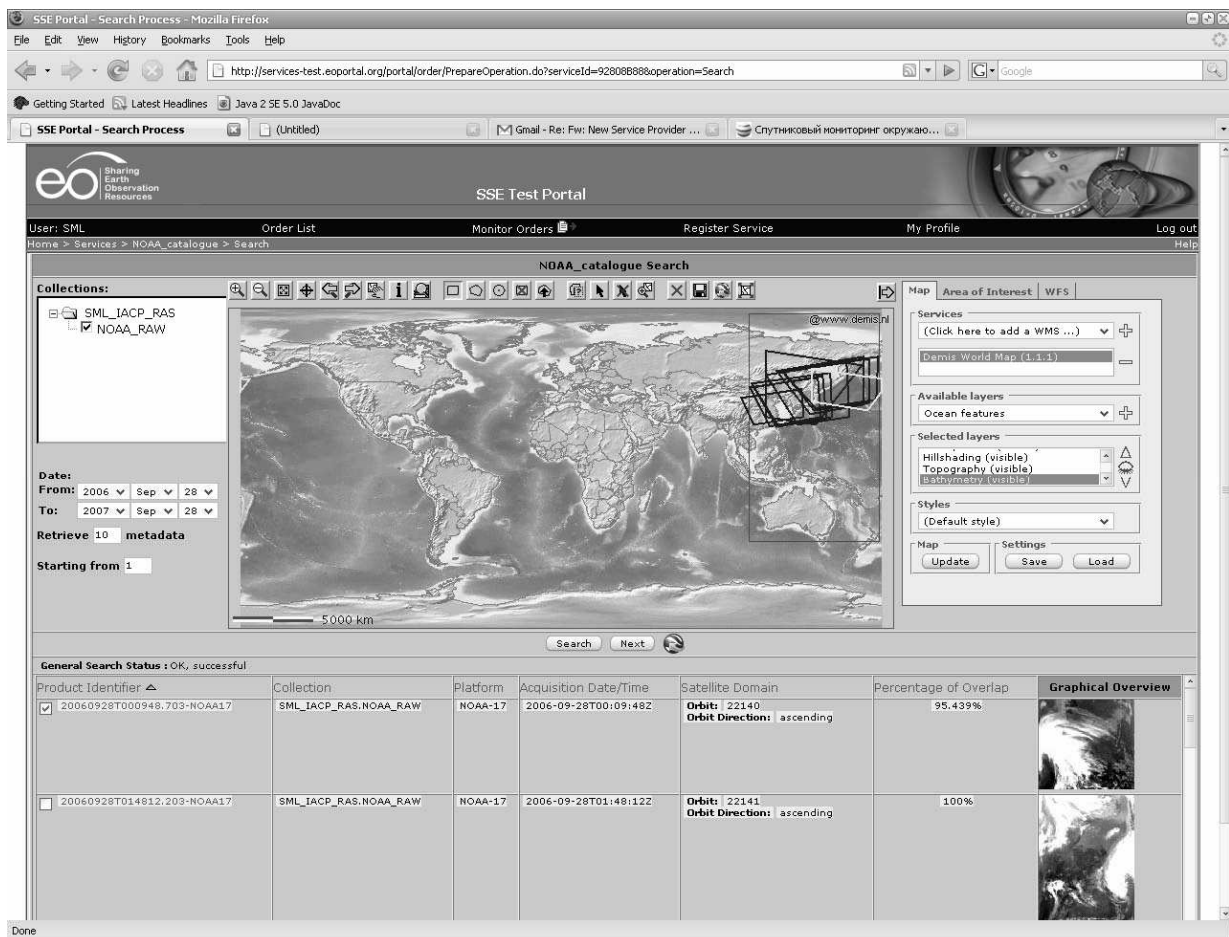 SSE Portal - Search Process - Mozilla Firefox
File Edit View History Bookmarks Tools Help
http://services-test.eoportal.org/portal/order/PrepareOperation.do?serviceId=92808B88&operation=Search
G Google
Getting Started Latest Headlines Java 2 SE 5.0 JavaDoc
SSE Portal - Search Process (Untitled) Gmail - Re: Fw: New Service Provider ... Спутниковый мониторинг окружаю...
eo Sharing Earth Observation Resources
SSE Test Portal
User: SML Order List Monitor Orders Register Service My Profile Log out
Home > Services > NOAA_catalogue > Search Help
NOAA_catalogue Search
Collections:
SML_IACP_RAS
NOAA_RAW
Date:
From: 2006 Sep 28
To: 2007 Sep 28
Retrieve 10 metadata
Starting from 1
@www.demis.nl
5000 km
Map Area of Interest WFS
Services
(Click here to add a WMS ...)
Demis World Map (1.1.1)
Available layers
Ocean features
Selected layers
Hillshading (visible)
Topography (visible)
Bathymetry (visible)
Styles
(Default style)
Map Settings
Update Save Load
Search Next
General Search Status : OK, successful
Product Identifier Collection Platform Acquisition Date/Time Satellite Domain Percentage of Overlap Graphical Overview
20060928T000948.703-NOAA17 SML_IACP_RAS.NOAA_RAW NOAA-17 2006-09-28T00:09:48Z Orbit: 22140 95.439%
Orbit Direction: ascending
20060928T014812.203-NOAA17 SML_IACP_RAS.NOAA_RAW NOAA-17 2006-09-28T01:48:12Z Orbit: 22141 100%
Orbit Direction: ascending
Done